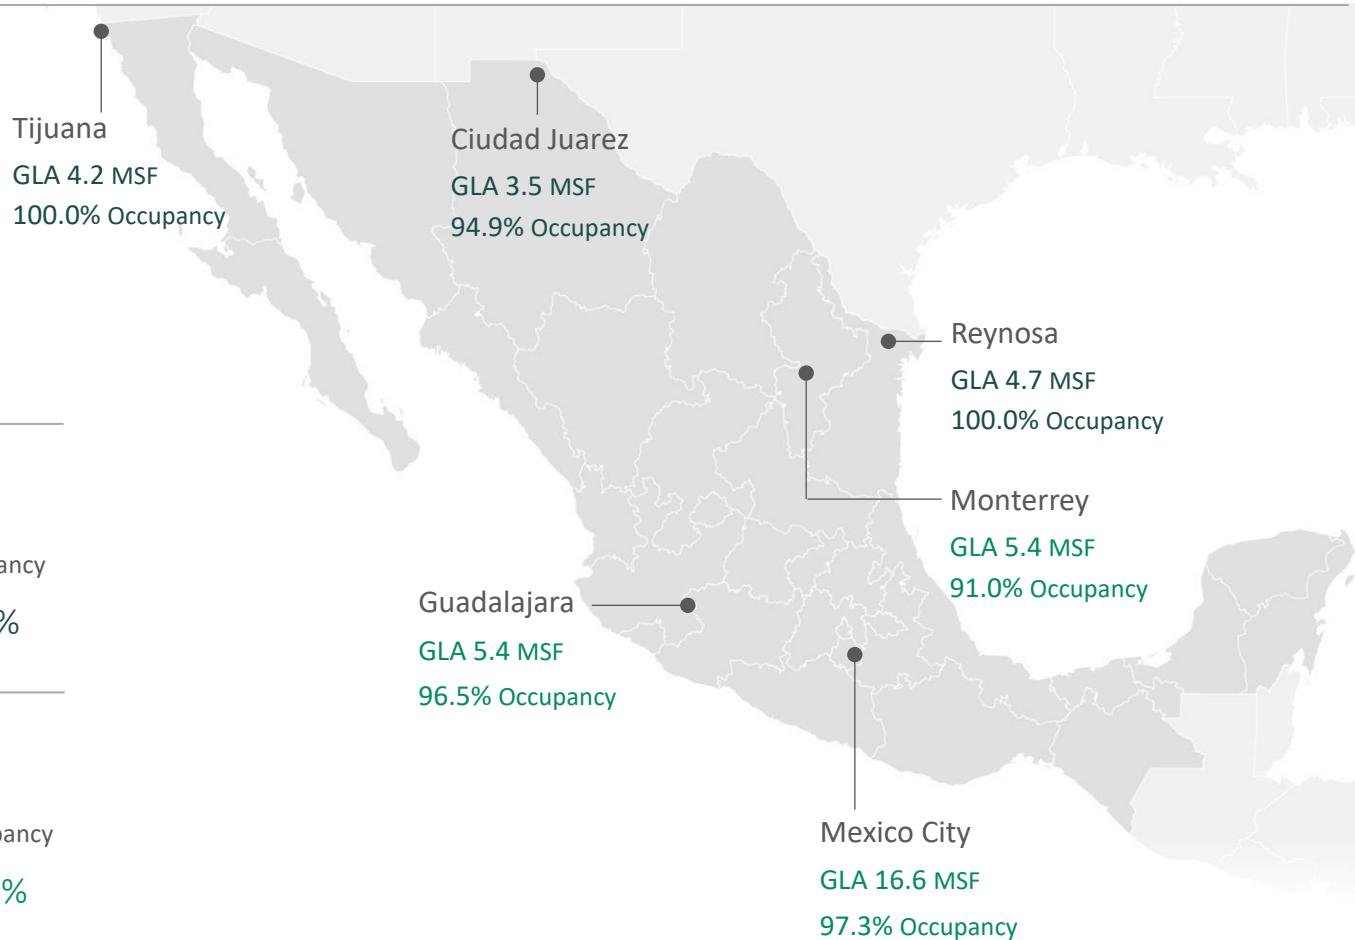 Tijuana
GLA 4.2 MSF
100.0% Occupancy
Ciudad Juarez
GLA 3.5 MSF
94.9% Occupancy
Reynosa
GLA 4.7 MSF
100.0% Occupancy
Monterrey
GLA 5.4 MSF
91.0% Occupancy
Guadalajara
GLA 5.4 MSF
96.5% Occupancy
Mexico City
GLA 16.6 MSF
97.3% Occupancy
ancy
%
pancy
%